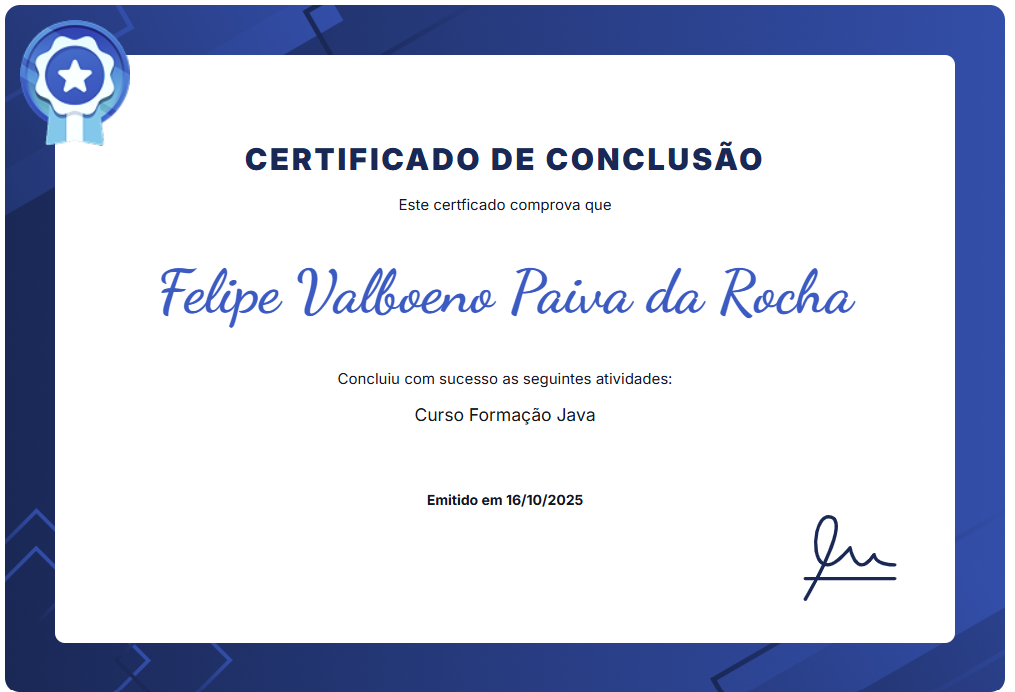 CERTIFICADO DE CONCLUSÃO
Este certficado comprova que
Felipe Valboeno Paiva da Rocha
Concluiu com sucesso as seguintes atividades:
Curso Formação Java
Emitido em 16/10/2025